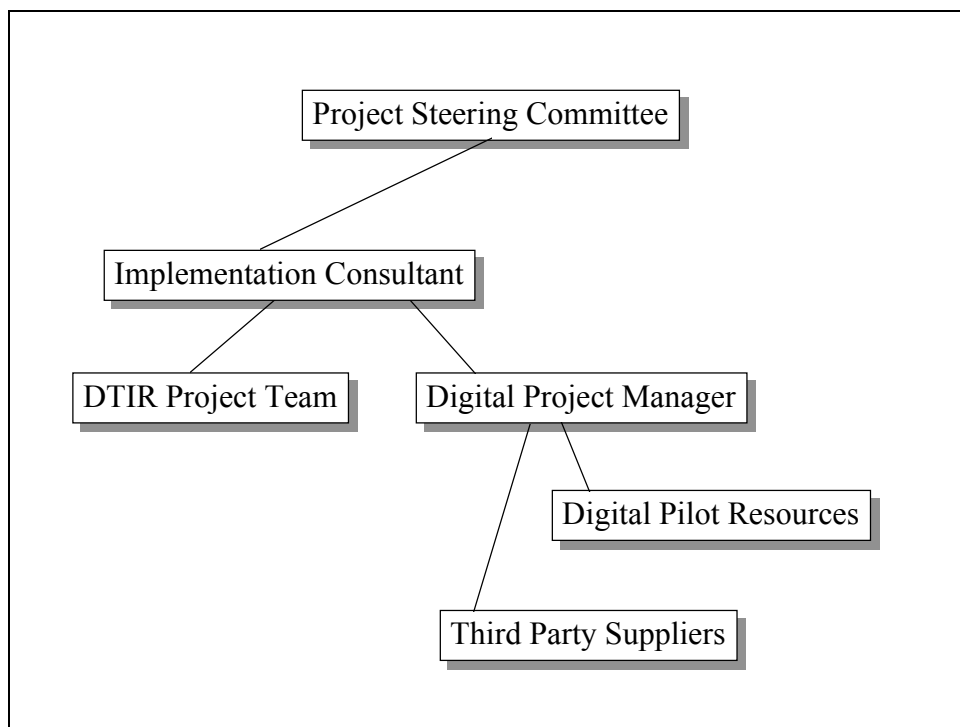 Project Steering Committee
Implementation Consultant
DTIR Project Team
Digital Project Manager
Digital Pilot Resources
Third Party Suppliers